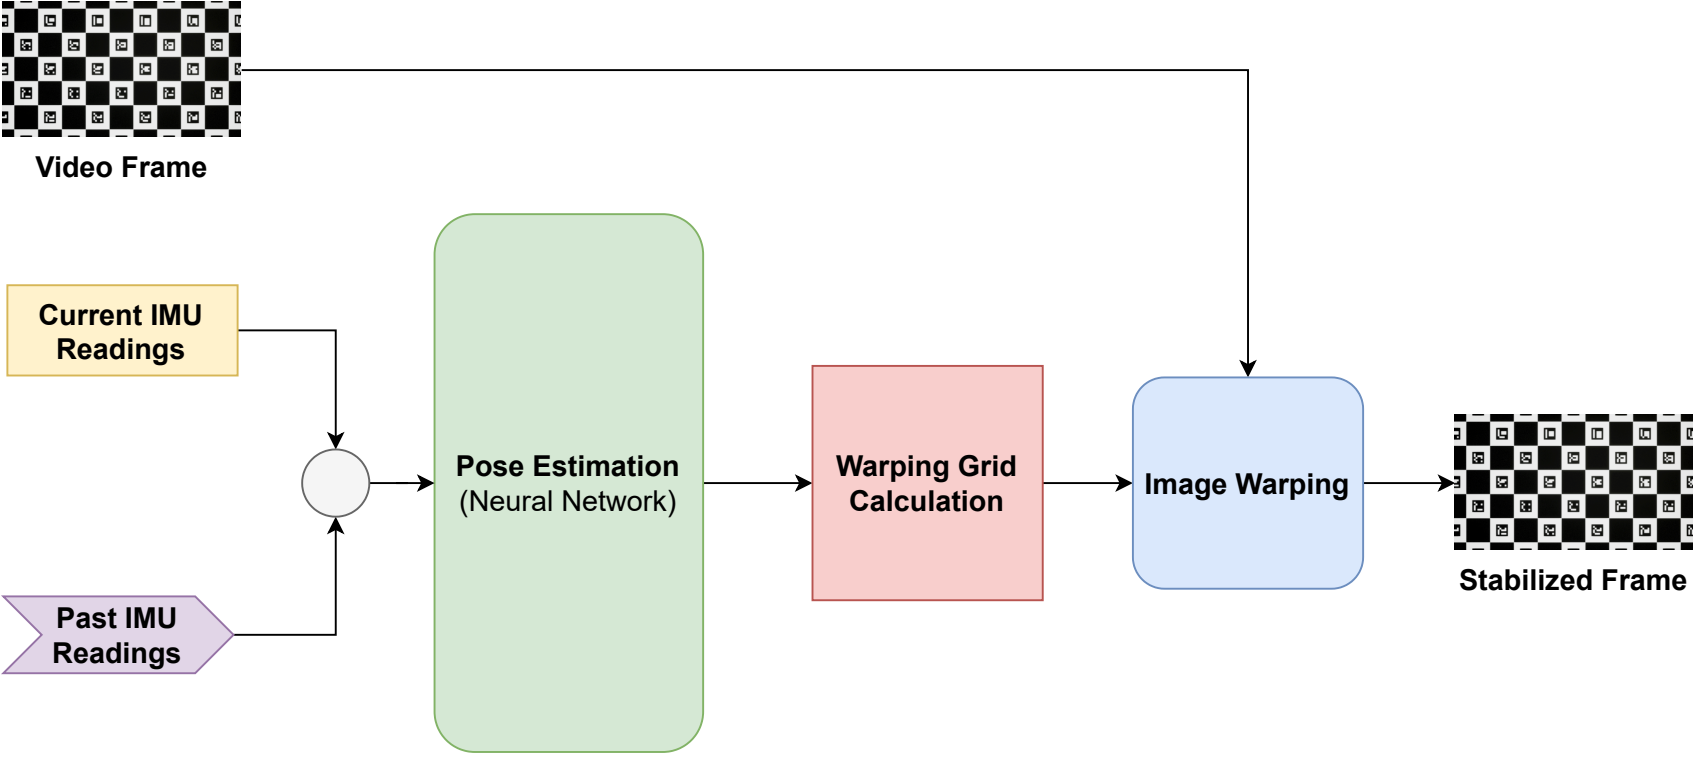 Video Frame
Current IMU
Readings
Past IMU
Readings
Pose Estimation
(Neural Network)
Warping Grid
Calculation
Image Warping
Stabilized Frame